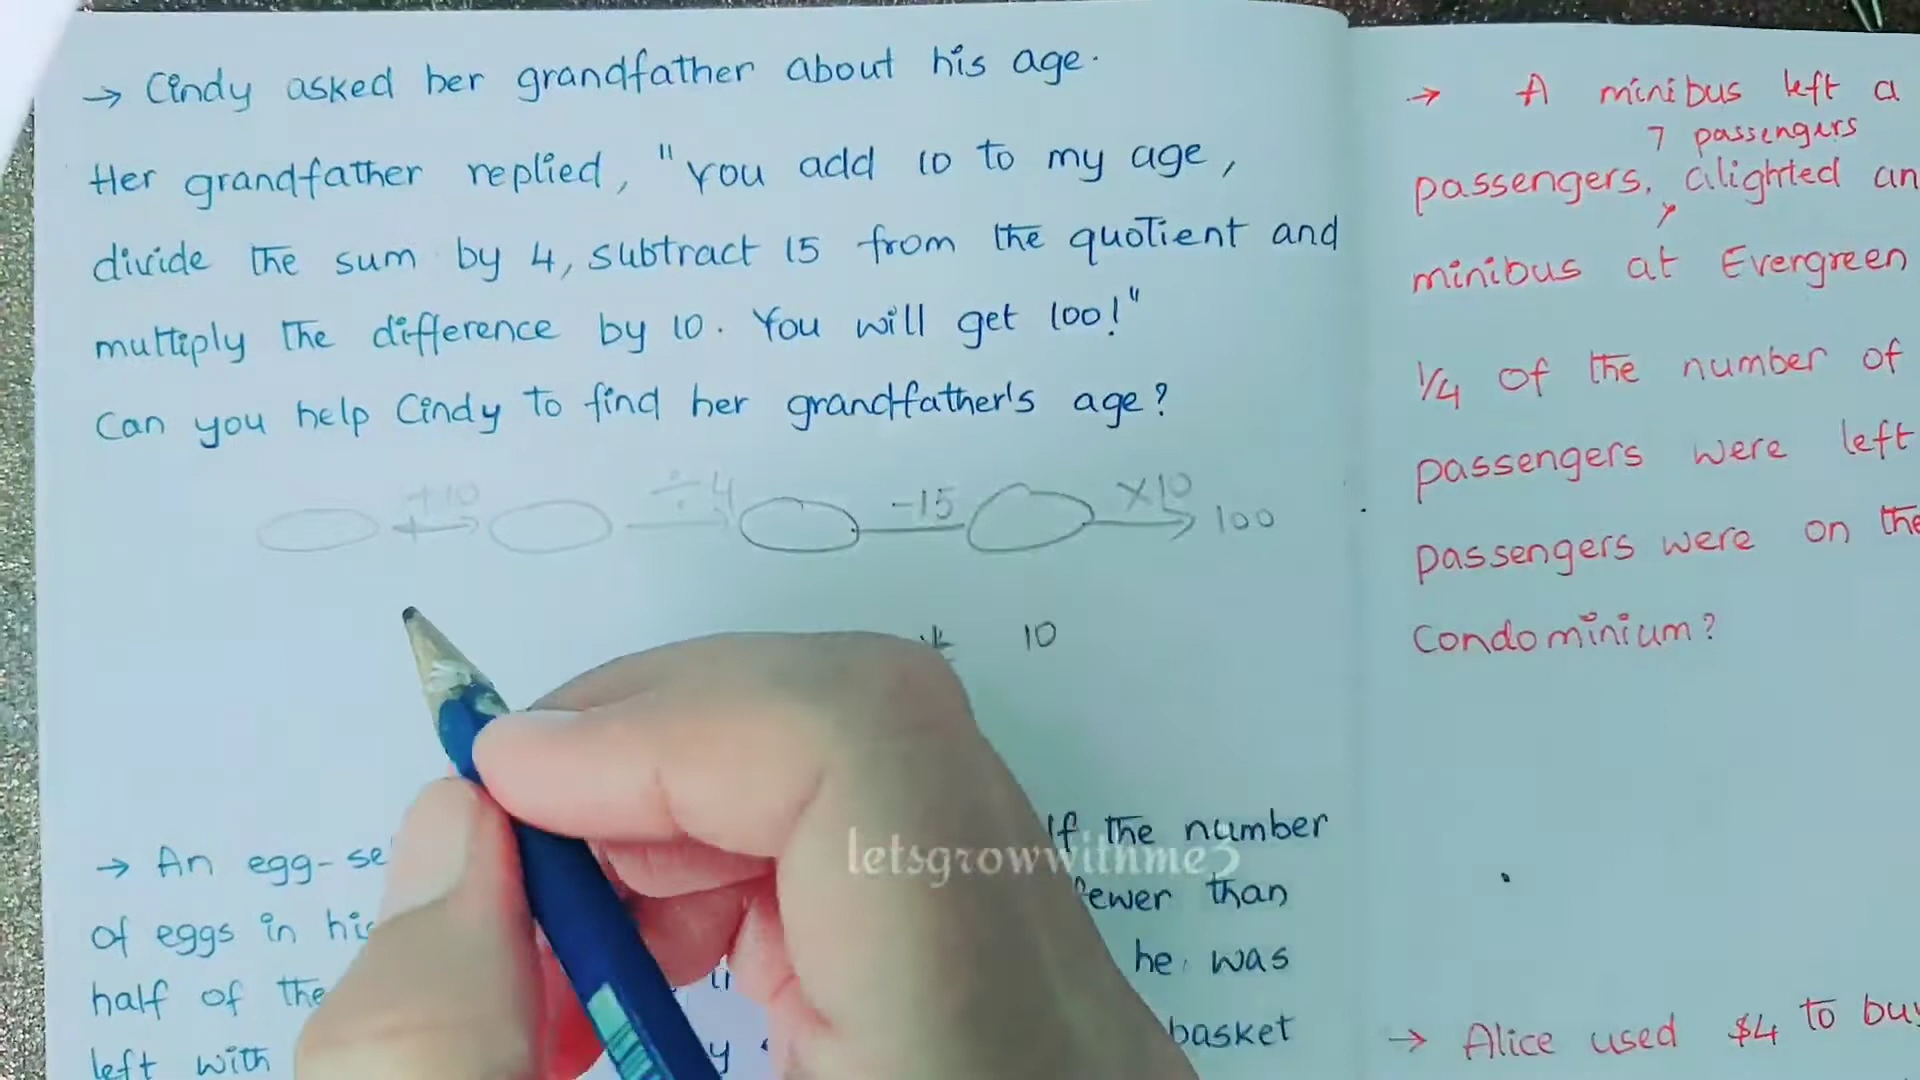 → Cindy asked her grandfather about his age.
Her grandfather replied, "You add 10 to my age,
divide the sum by 4, subtract 15 from the quotient and
multiply the difference by 10. You will get 100!"
Can you help Cindy to find her grandfather's age?
+10 ÷4 -15 ×10 100
10
→ An egg-se
If the number
of eggs in his
fewer than
half of the
he was
left with
basket
→ A minibus left a
7 passengers
passengers, alighted an
minibus at Evergreen
1/4 of the number of
passengers were left
passengers were on the
Condominium?
→ Alice used $4 to buy
letsgrowwithme3